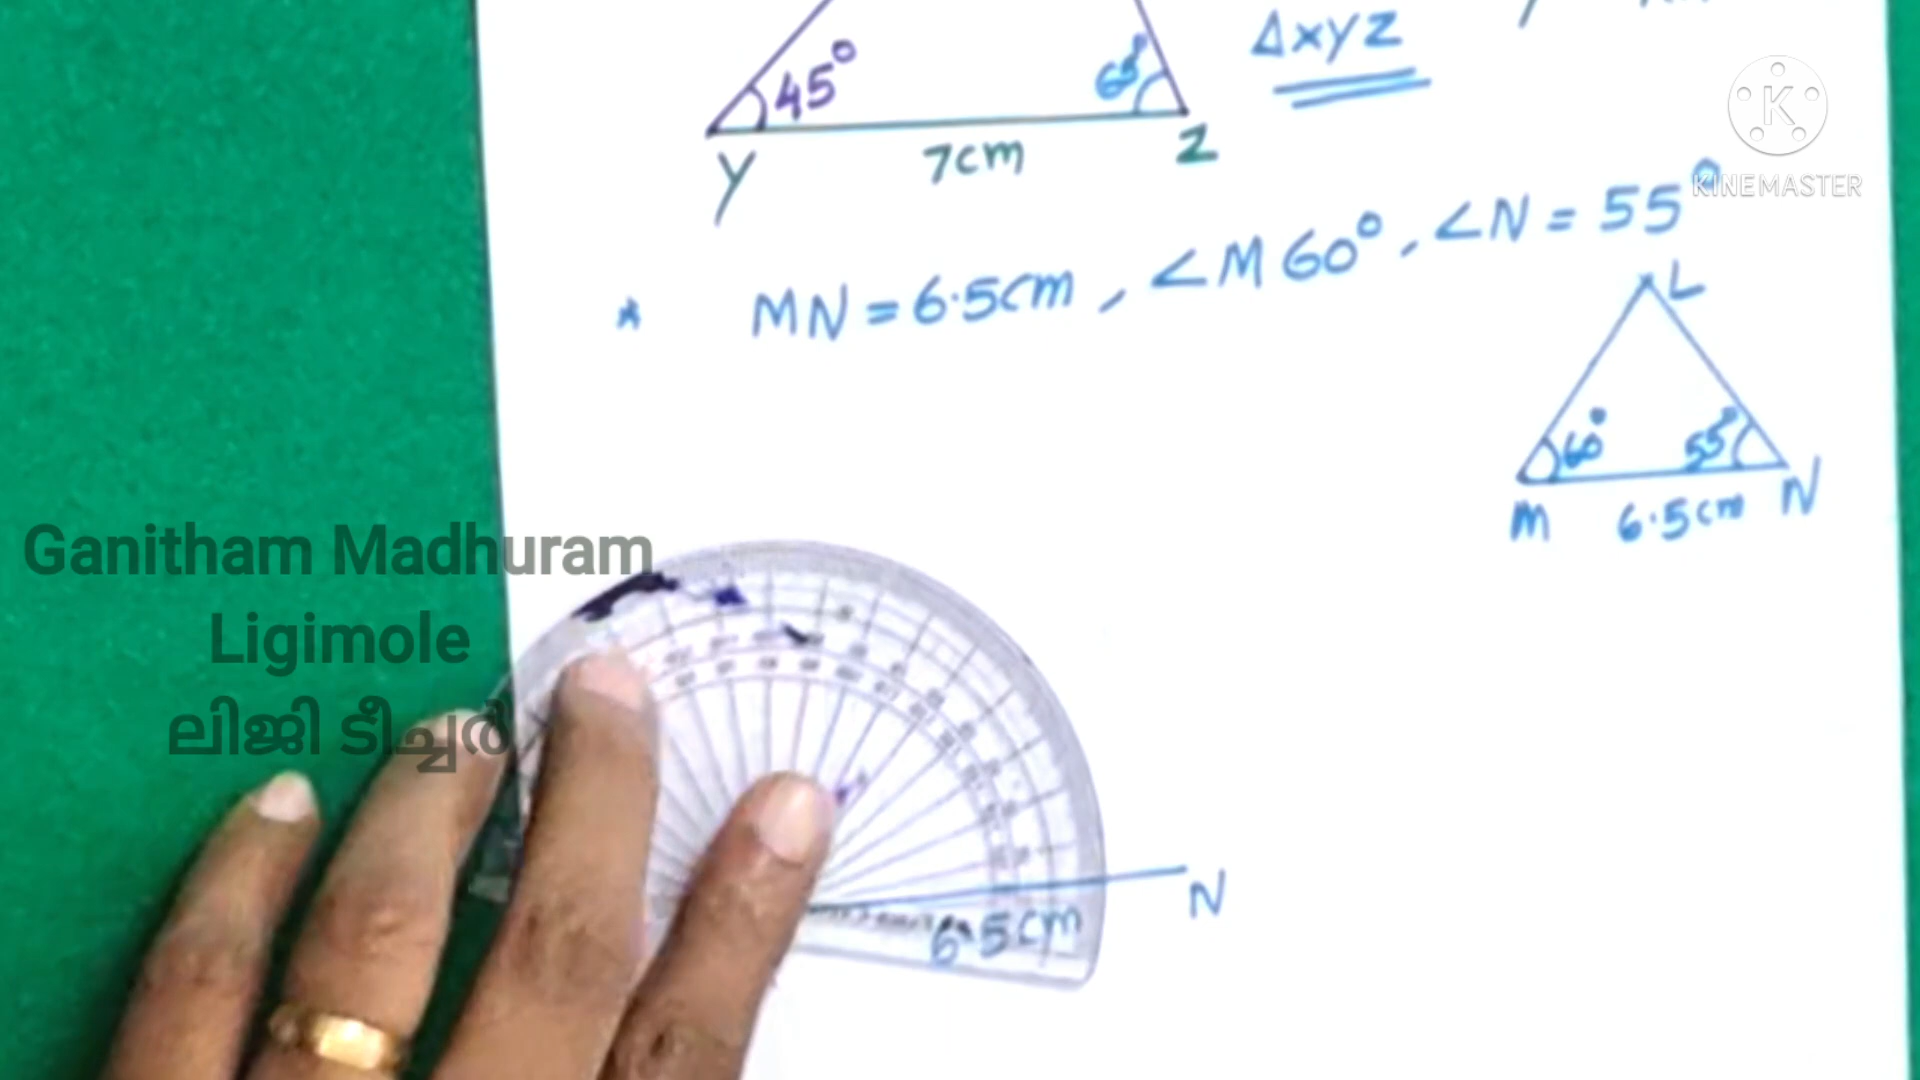 ΔXYZ
45°
65°
Y
7cm
Z
KINEMASTER
* MN = 6.5cm, ∠M 60°, ∠N = 55°
L
60°
55°
M
6.5cm
N
Ganitham Madhuram
Ligimole
ലിജി ടീച്ചർ
N
6.5cm